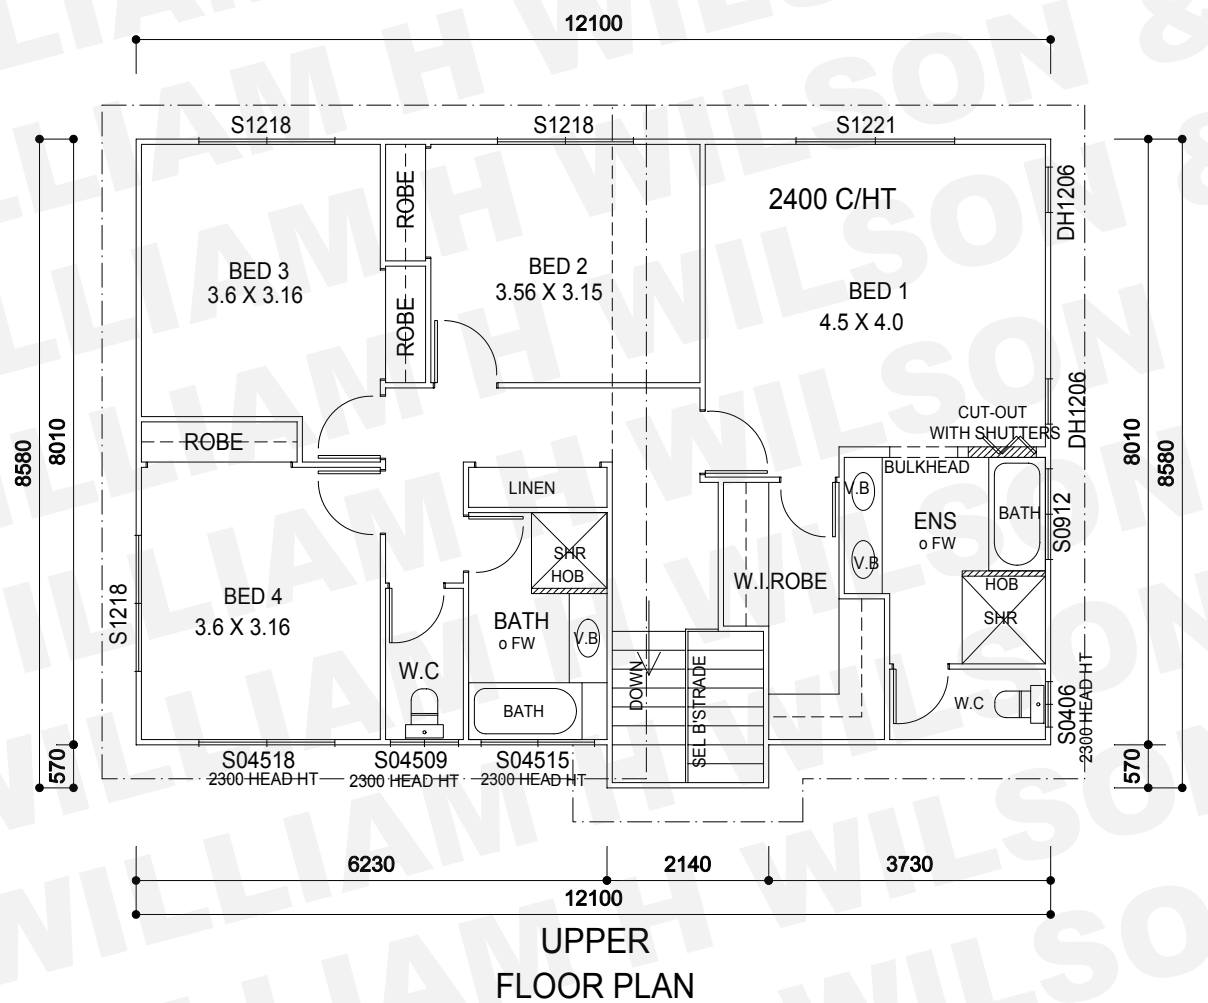 WILLIAM H WILSON &
12100
S1218
S1218
S1221
ROBE
2400 C/HT
DH1206
BED 3
3.6 X 3.16
BED 2
3.56 X 3.15
BED 1
4.5 X 4.0
ROBE
DH1206
CUT-OUT
WITH SHUTTERS
8580
8010
8010
8580
ROBE
BULKHEAD
LINEN
V.B
ENS
o FW
BATH
S0912
SHR
HOB
V.B
W.I.ROBE
HOB
SHR
S1218
BED 4
3.6 X 3.16
BATH
o FW
V.B
W.C
DOWN
SEL B'STRADE
W.C
S0406
2300 HEAD HT
BATH
570
S04518
2300 HEAD HT
S04509
2300 HEAD HT
S04515
2300 HEAD HT
570
6230
2140
3730
12100
UPPER
FLOOR PLAN